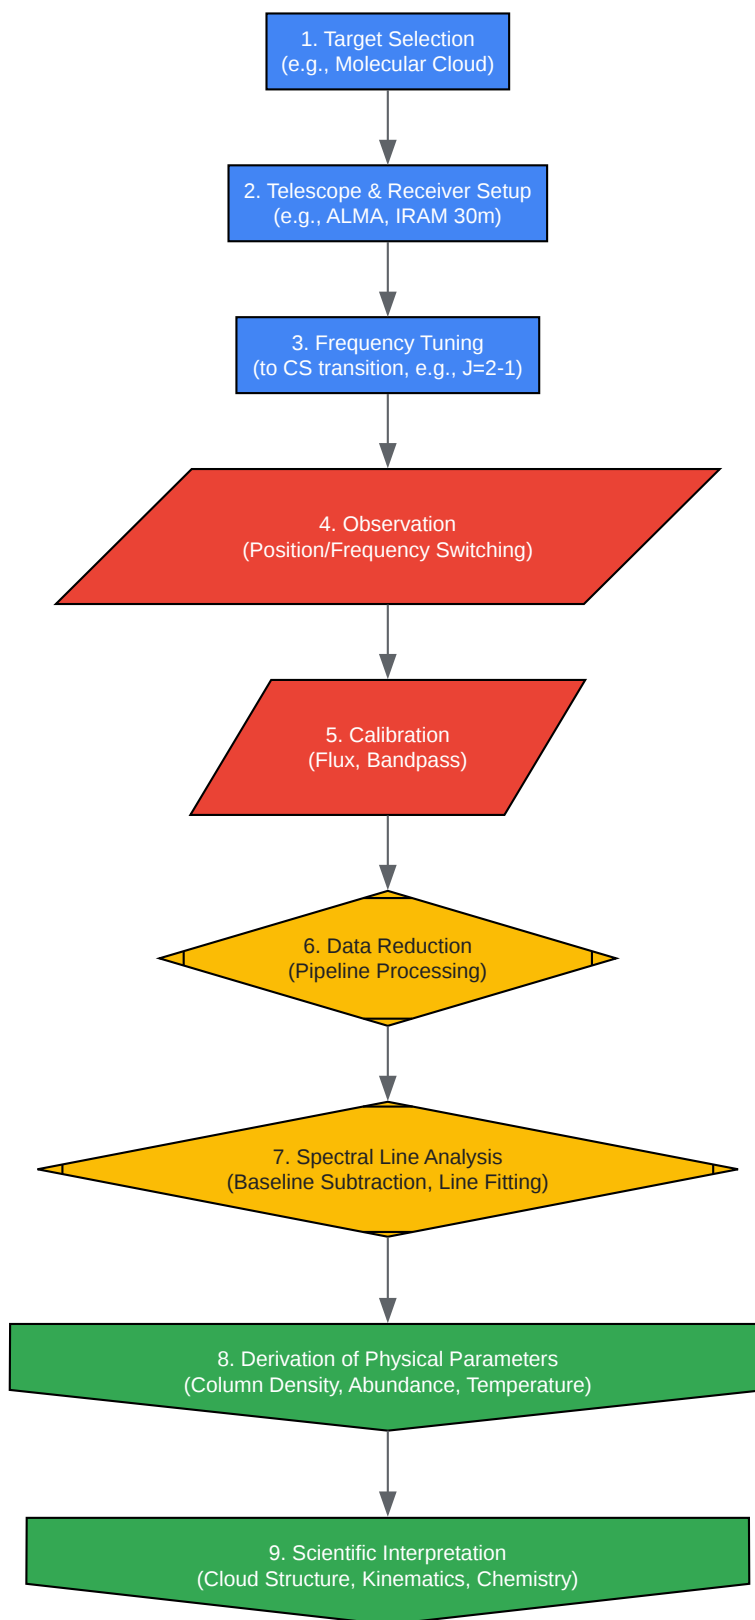 1. Target Selection
(e.g., Molecular Cloud)
2. Telescope & Receiver Setup
(e.g., ALMA, IRAM 30m)
3. Frequency Tuning
(to CS transition, e.g., J=2-1)
4. Observation
(Position/Frequency Switching)
5. Calibration
(Flux, Bandpass)
6. Data Reduction
(Pipeline Processing)
7. Spectral Line Analysis
(Baseline Subtraction, Line Fitting)
8. Derivation of Physical Parameters
(Column Density, Abundance, Temperature)
9. Scientific Interpretation
(Cloud Structure, Kinematics, Chemistry)